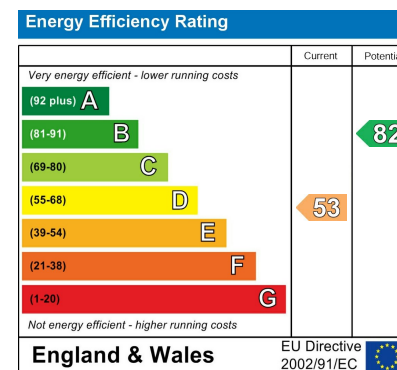 Energy Efficiency Rating
Current Potentia
Very energy efficient - lower running costs
(92 plus) A
(81-91) B
82
(69-80) C
(55-68) D
53
(39-54) E
(21-38) F
(1-20) G
Not energy efficient - higher running costs
England & Wales
EU Directive
2002/91/EC